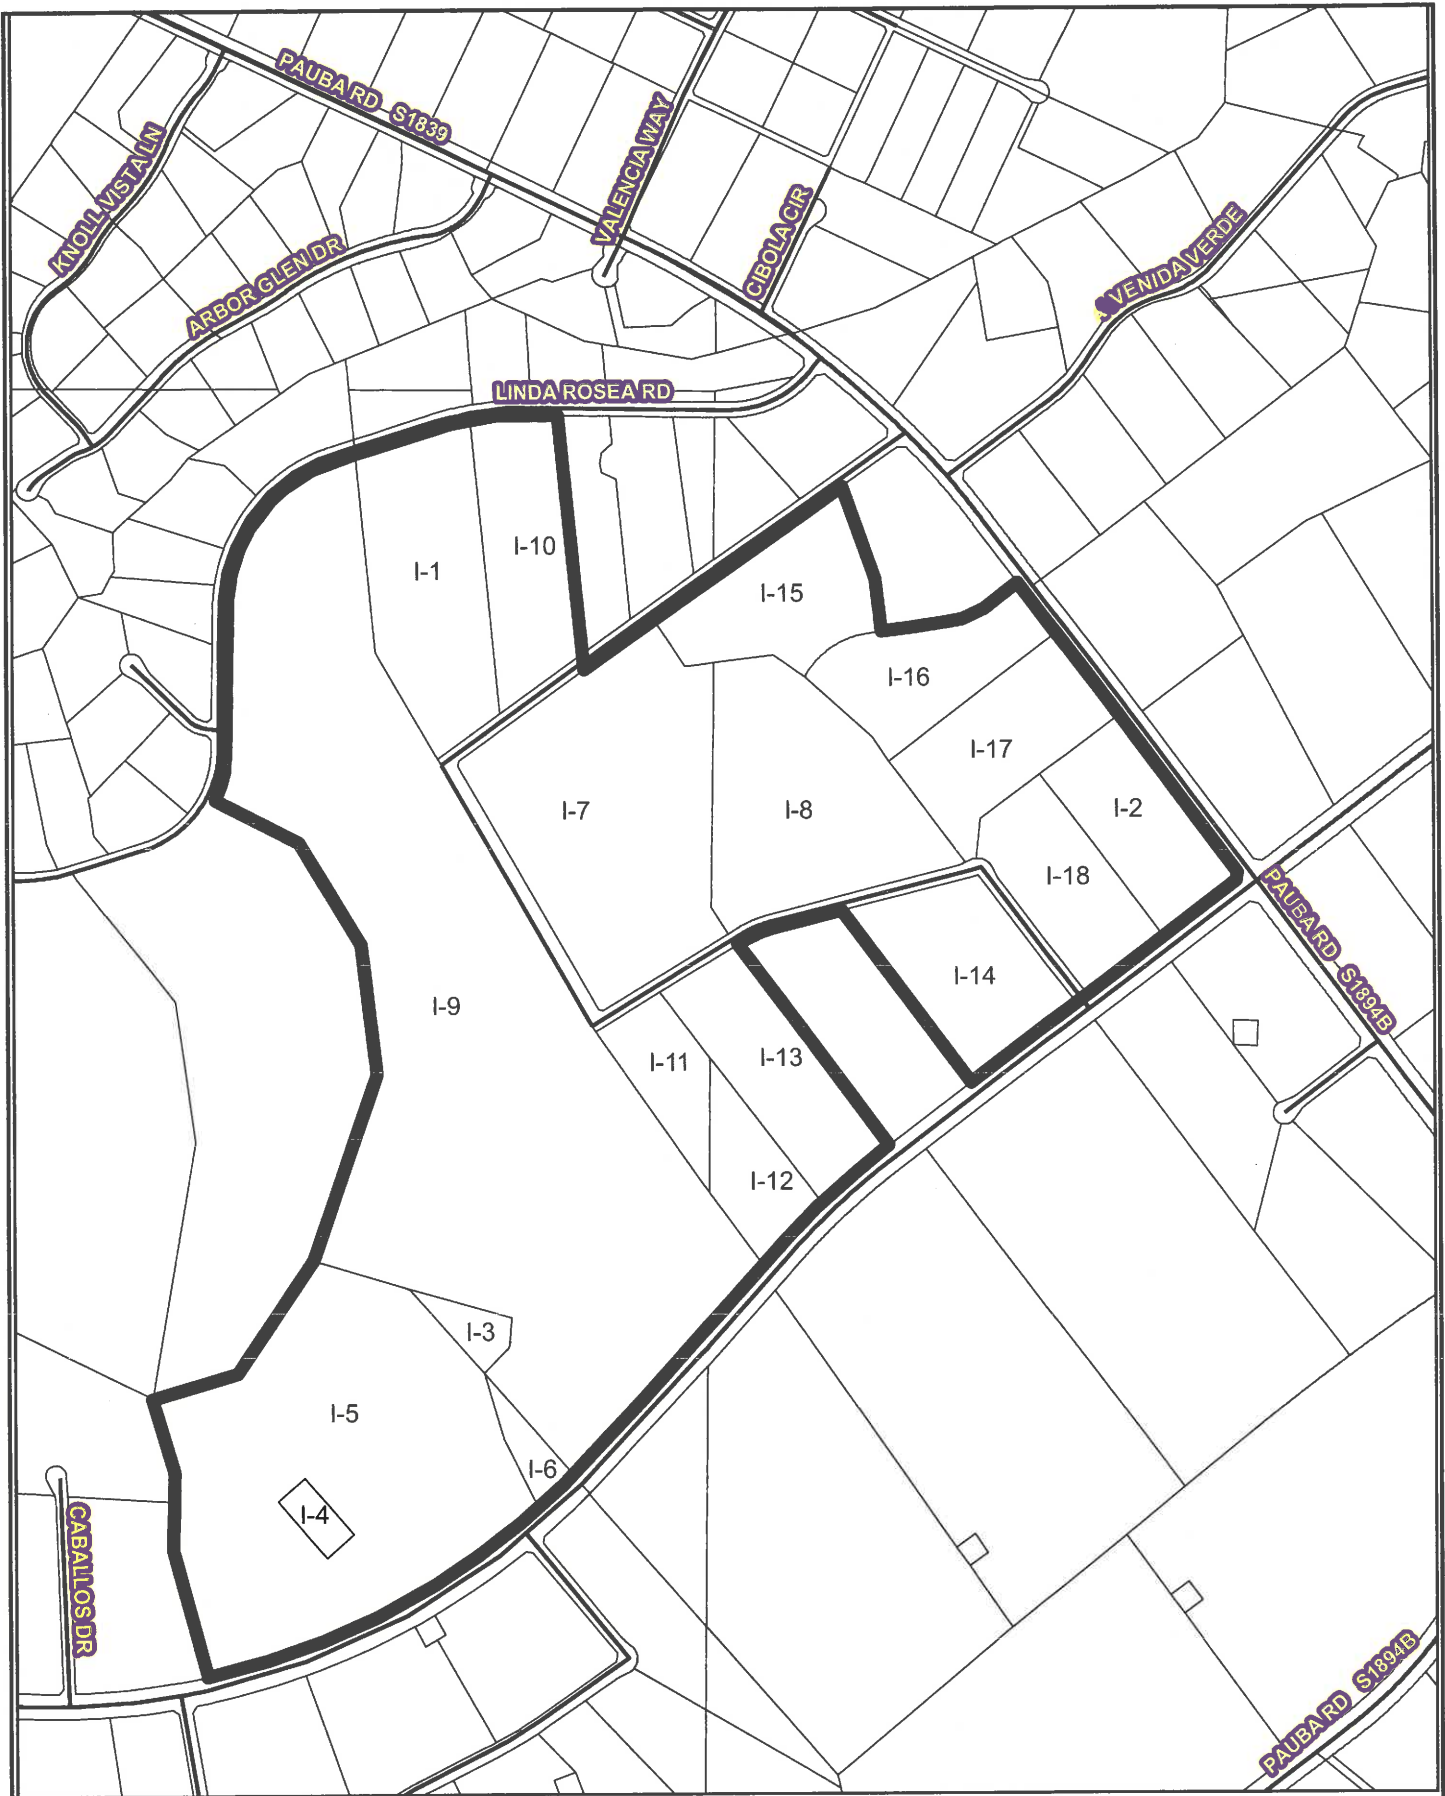 PAUBA RD S1839
VALENCIA WAY
KNOLL VISTA LN
CIBOLA CIR
AVENIDA VERDE
ARBOR GLEN DR
LINDA ROSEA RD
I-10
I-1
I-15
I-16
I-17
I-7
I-8
I-2
I-18
PAUBA RD S1894B
I-14
I-9
I-11
I-13
I-12
I-3
I-5
I-6
I-4
CABALLOS DR
PAUBA RD S1894B